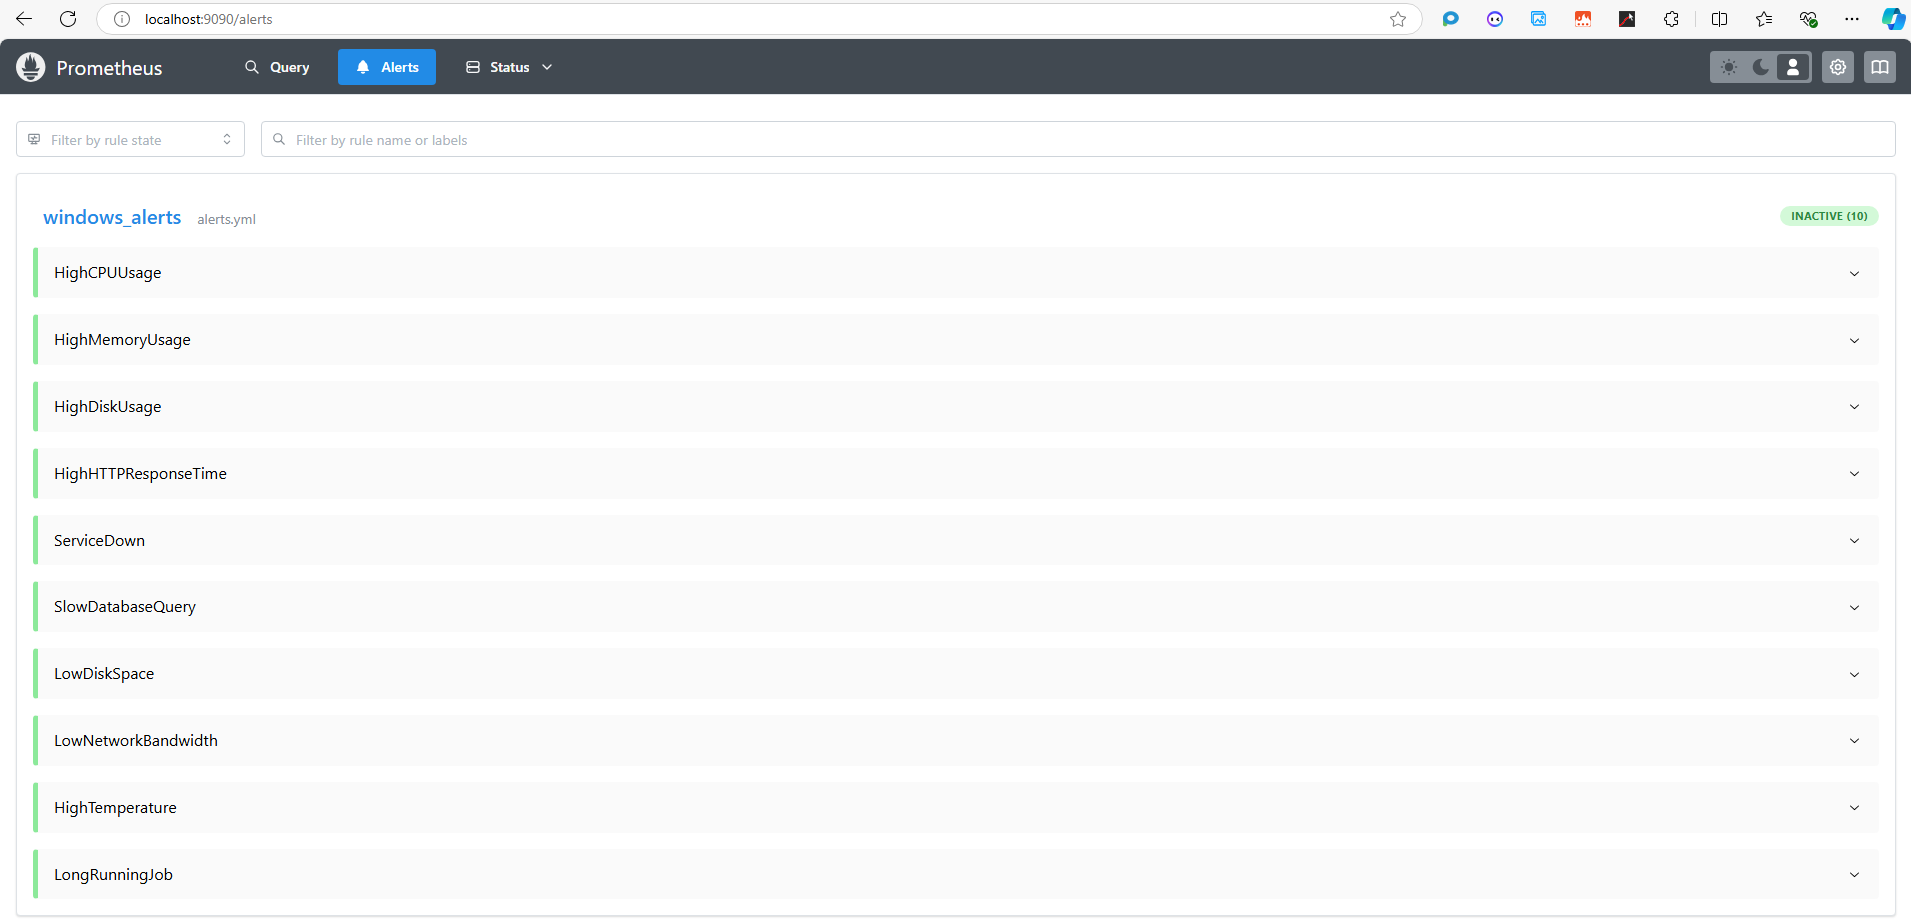 localhost:9090/alerts
Prometheus
Query
Alerts
Status
Filter by rule state
Filter by rule name or labels
windows_alerts alerts.yml
INACTIVE (10)
HighCPUUsage
HighMemoryUsage
HighDiskUsage
HighHTTPResponseTime
ServiceDown
SlowDatabaseQuery
LowDiskSpace
LowNetworkBandwidth
HighTemperature
LongRunningJob